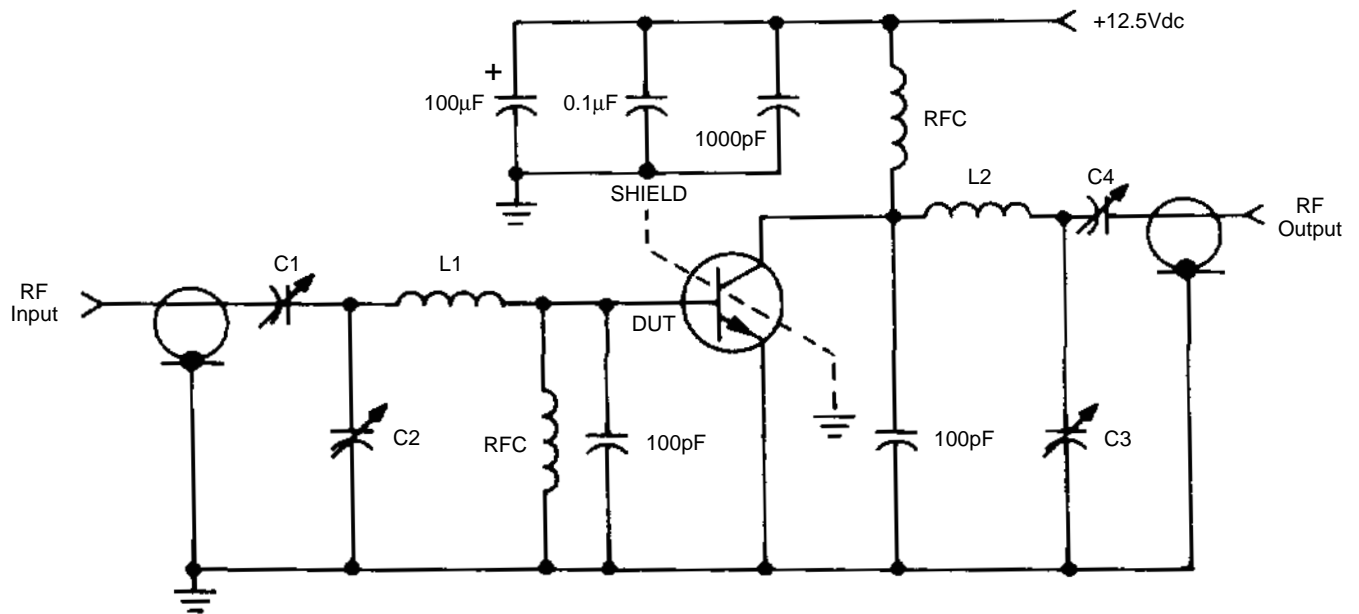 +12.5Vdc
+
100μF
0.1μF
1000pF
RFC
SHIELD
L2
C4
RF
Output
C1
L1
RF
Input
DUT
C2
RFC
100pF
100pF
C3